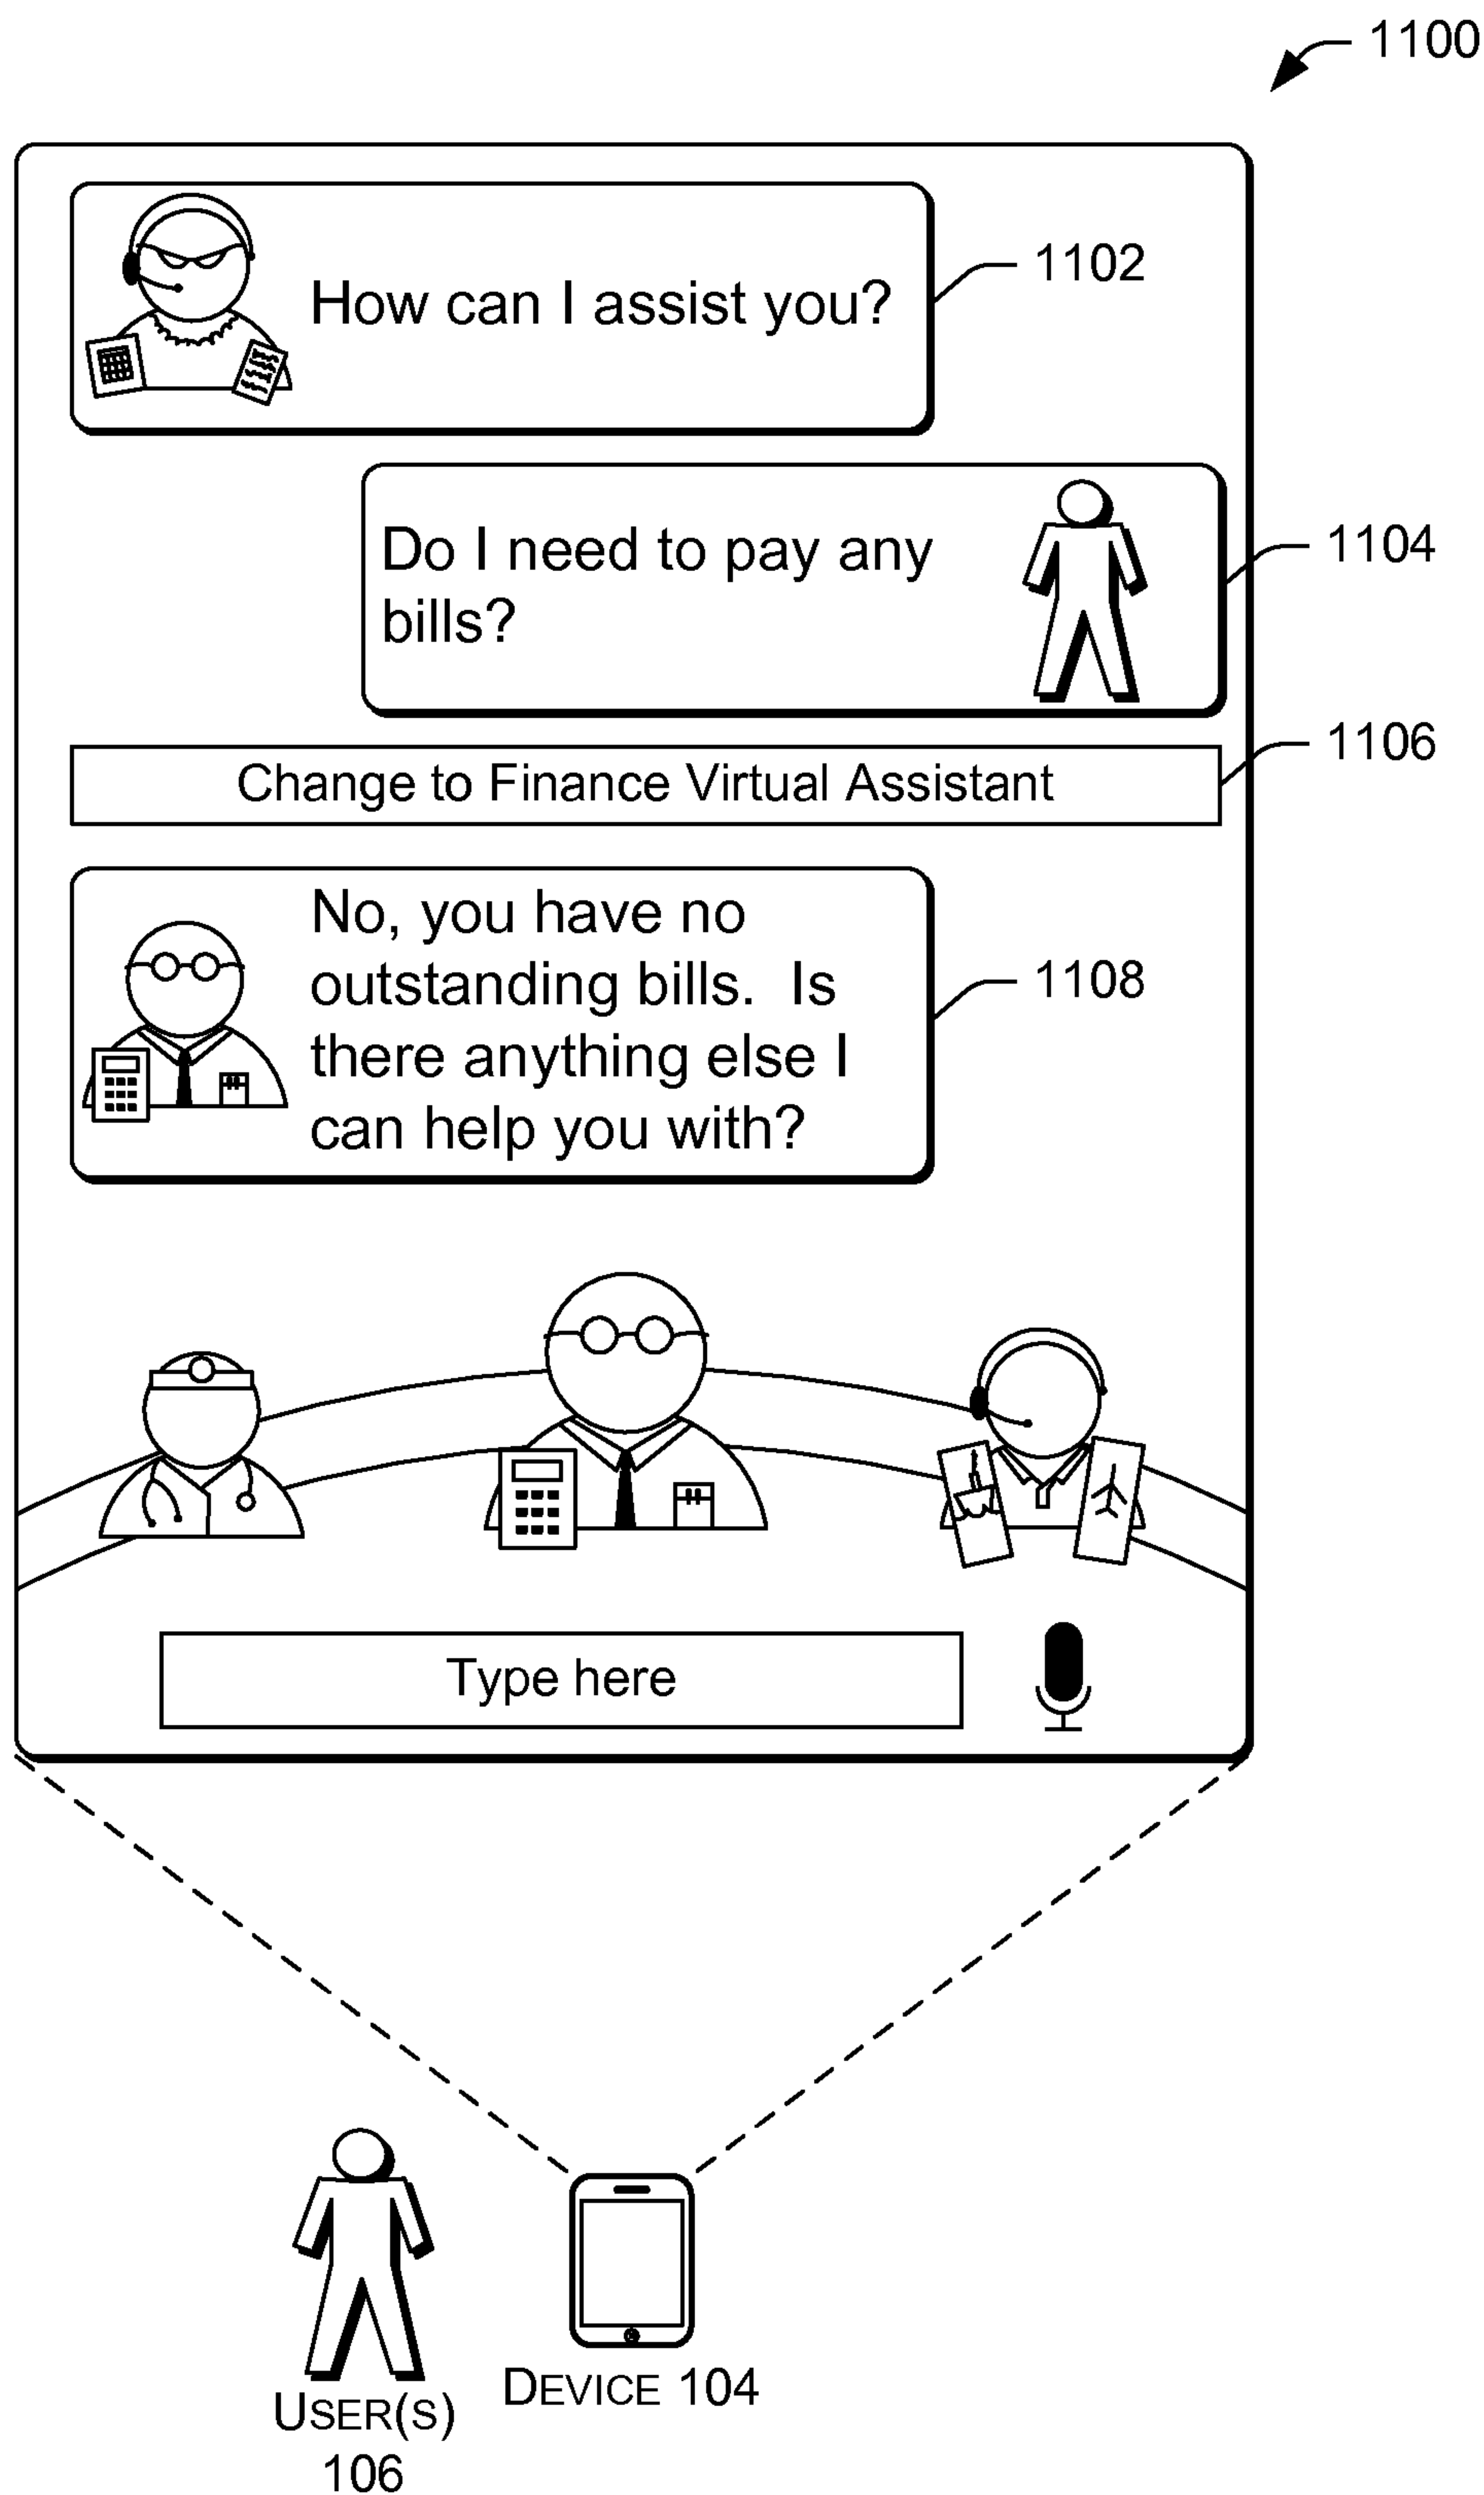 1100
How can I assist you?
1102
Do I need to pay any
bills?
1104
1106
Change to Finance Virtual Assistant
No, you have no
outstanding bills.  Is
there anything else I
can help you with?
1108
Type here
DEVICE 104
USER(S)
106